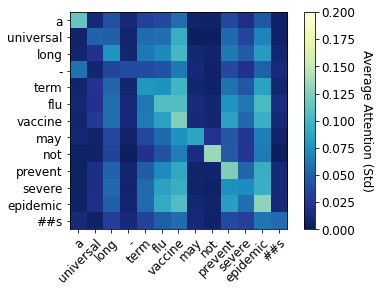 a
universal
long
-
term
flu
vaccine
may
not
prevent
severe
epidemic
##s
a
universal
long
-
term
flu
vaccine
may
not
prevent
severe
epidemic
##s
0.200
0.175
0.150
0.125
0.100
0.075
0.050
0.025
0.000
Average Attention (Std)